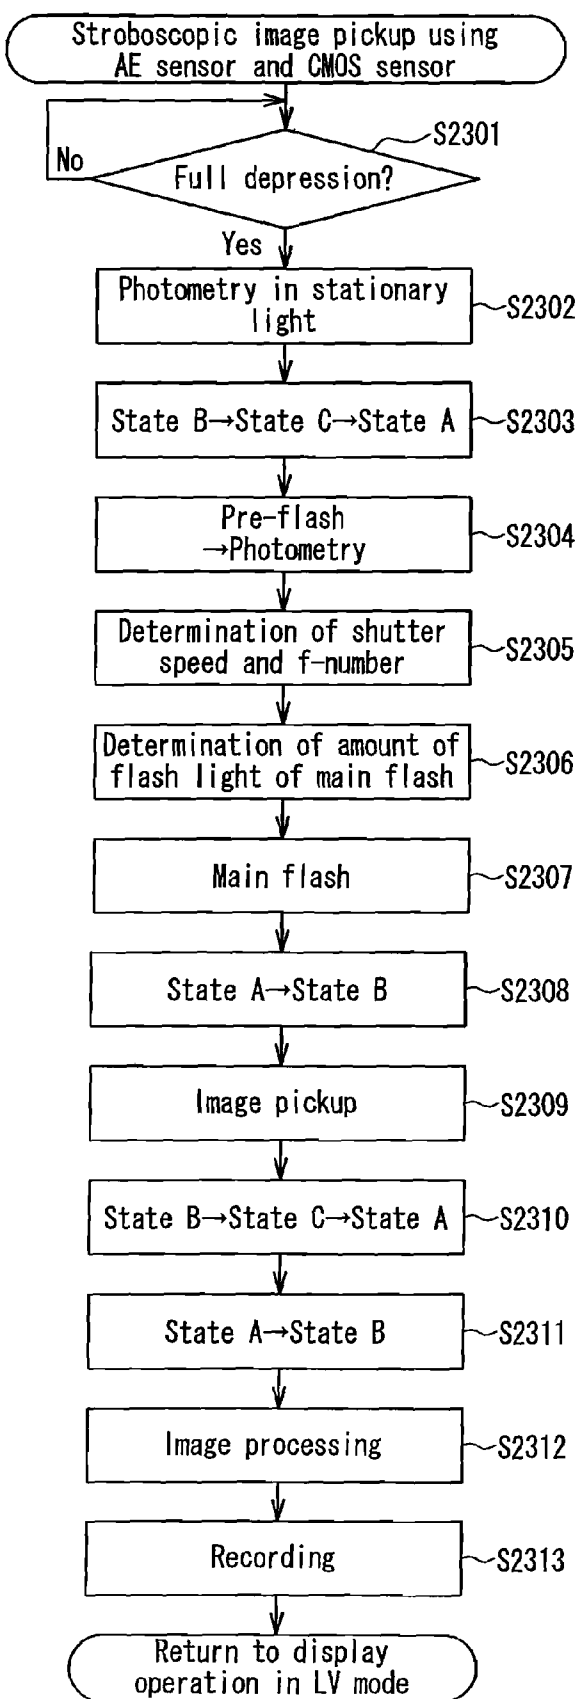 Stroboscopic image pickup using
AE sensor and CMOS sensor
S2301
No
Full depression?
Yes
Photometry in stationary
light
S2302
State B→State C→State A
S2303
Pre-flash
→Photometry
S2304
Determination of shutter
speed and f-number
S2305
Determination of amount of
flash light of main flash
S2306
Main flash
S2307
State A→State B
S2308
Image pickup
S2309
State B→State C→State A
S2310
State A→State B
S2311
Image processing
S2312
Recording
S2313
Return to display
operation in LV mode